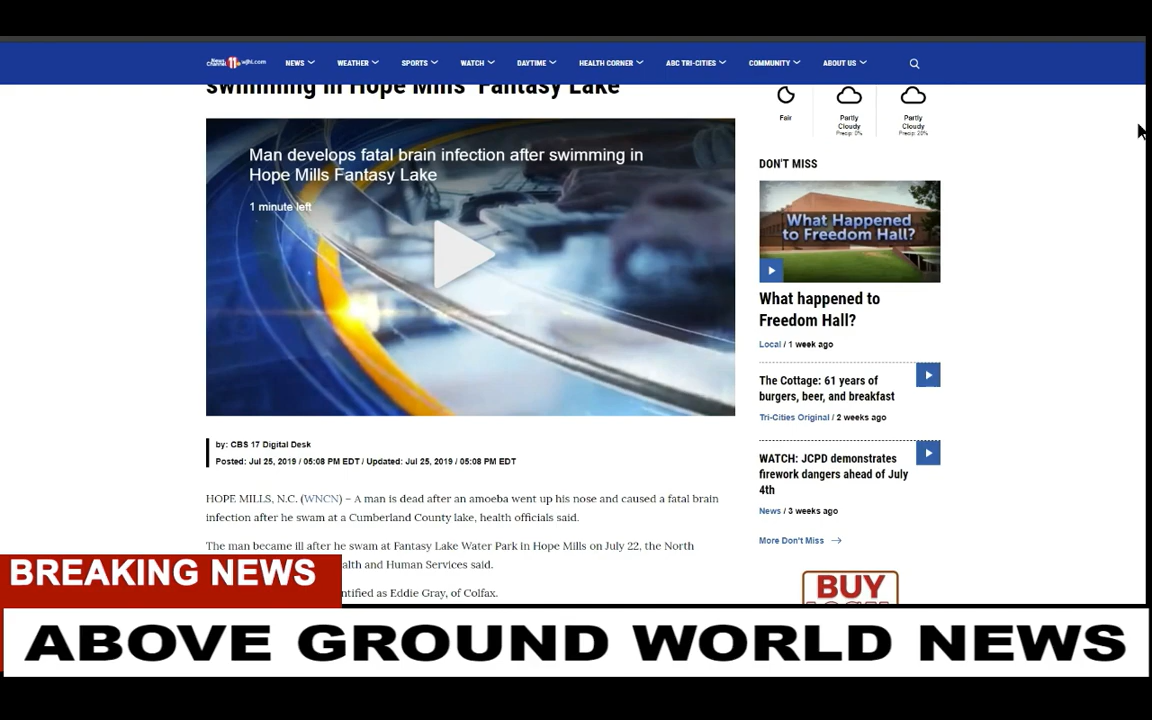 News Channel 11 wjhl.com
NEWS
WEATHER
SPORTS
WATCH
DAYTIME
HEALTH CORNER
ABC TRI-CITIES
COMMUNITY
ABOUT US
swimming in Hope Mills' Fantasy Lake
Man develops fatal brain infection after swimming in
Hope Mills Fantasy Lake
1 minute left
by: CBS 17 Digital Desk
Posted: Jul 25, 2019 / 05:08 PM EDT / Updated: Jul 25, 2019 / 05:08 PM EDT
HOPE MILLS, N.C. (WNCN) – A man is dead after an amoeba went up his nose and caused a fatal brain
infection after he swam at a Cumberland County lake, health officials said.
The man became ill after he swam at Fantasy Lake Water Park in Hope Mills on July 22, the North
alth and Human Services said.
ntified as Eddie Gray, of Colfax.
Fair
Partly
Cloudy
Precip: 0%
Partly
Cloudy
Precip: 20%
DON'T MISS
What Happened
to Freedom Hall?
What happened to
Freedom Hall?
Local / 1 week ago
The Cottage: 61 years of
burgers, beer, and breakfast
Tri-Cities Original / 2 weeks ago
WATCH: JCPD demonstrates
firework dangers ahead of July
4th
News / 3 weeks ago
More Don't Miss
BUY
BREAKING NEWS
ABOVE GROUND WORLD NEWS